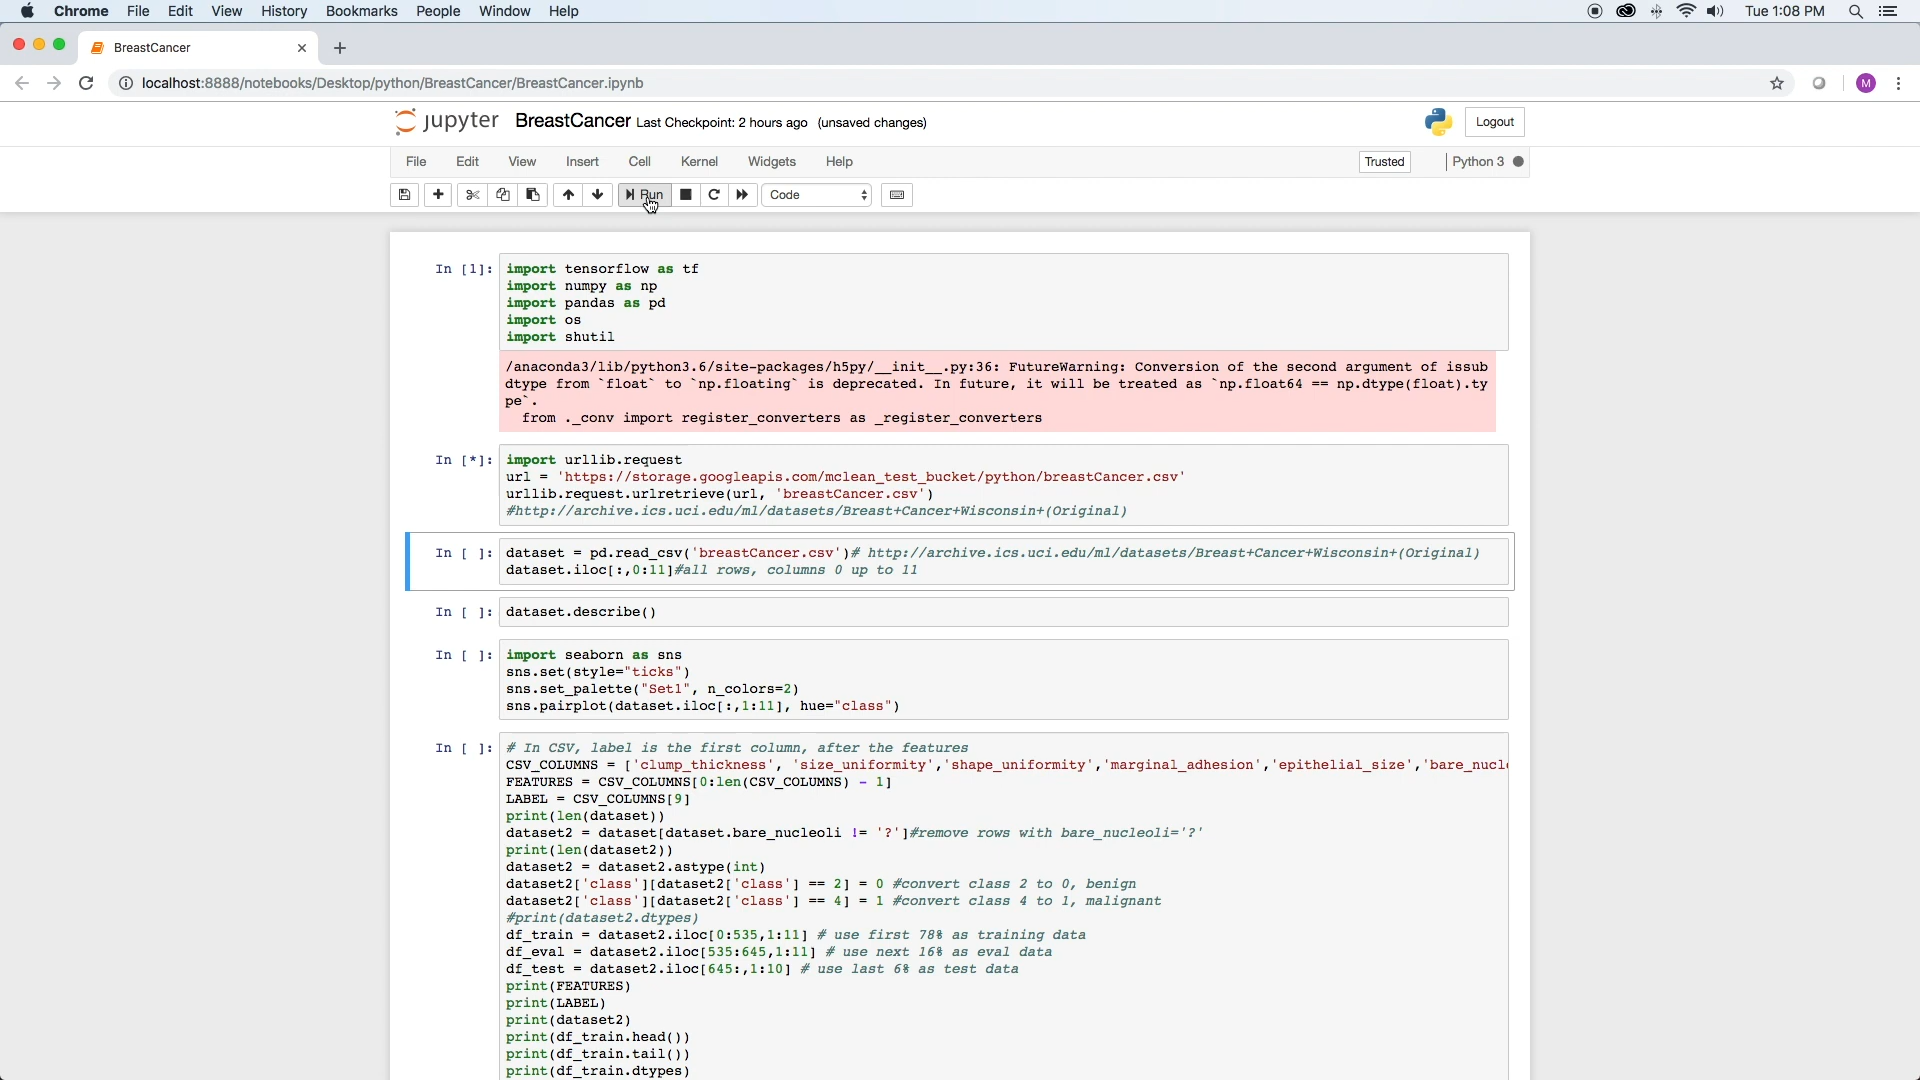 Chrome File Edit View History Bookmarks People Window Help Tue 1:08 PM
BreastCancer
localhost:8888/notebooks/Desktop/python/BreastCancer/BreastCancer.ipynb M
jupyter BreastCancer Last Checkpoint: 2 hours ago (unsaved changes) Logout
File Edit View Insert Cell Kernel Widgets Help Trusted Python 3
Run Code
In [1]: import tensorflow as tf
import numpy as np
import pandas as pd
import os
import shutil
/anaconda3/lib/python3.6/site-packages/h5py/__init__.py:36: FutureWarning: Conversion of the second argument of issub
dtype from `float` to `np.floating` is deprecated. In future, it will be treated as `np.float64 == np.dtype(float).ty
pe`.
from ._conv import register_converters as _register_converters
In [*]: import urllib.request
url = 'https://storage.googleapis.com/mclean_test_bucket/python/breastCancer.csv'
urllib.request.urlretrieve(url, 'breastCancer.csv')
#http://archive.ics.uci.edu/ml/datasets/Breast+Cancer+Wisconsin+(Original)
In [ ]: dataset = pd.read_csv('breastCancer.csv')# http://archive.ics.uci.edu/ml/datasets/Breast+Cancer+Wisconsin+(Original)
dataset.iloc[:,0:11]#all rows, columns 0 up to 11
In [ ]: dataset.describe()
In [ ]: import seaborn as sns
sns.set(style="ticks")
sns.set_palette("Set1", n_colors=2)
sns.pairplot(dataset.iloc[:,1:11], hue="class")
In [ ]: # In CSV, label is the first column, after the features
CSV_COLUMNS = ['clump_thickness', 'size_uniformity','shape_uniformity','marginal_adhesion','epithelial_size','bare_nucl
FEATURES = CSV_COLUMNS[0:len(CSV_COLUMNS) - 1]
LABEL = CSV_COLUMNS[9]
print(len(dataset))
dataset2 = dataset[dataset.bare_nucleoli != '?']#remove rows with bare_nucleoli='?'
print(len(dataset2))
dataset2 = dataset2.astype(int)
dataset2['class'][dataset2['class'] == 2] = 0 #convert class 2 to 0, benign
dataset2['class'][dataset2['class'] == 4] = 1 #convert class 4 to 1, malignant
#print(dataset2.dtypes)
df_train = dataset2.iloc[0:535,1:11] # use first 78% as training data
df_eval = dataset2.iloc[535:645,1:11] # use next 16% as eval data
df_test = dataset2.iloc[645:,1:10] # use last 6% as test data
print(FEATURES)
print(LABEL)
print(dataset2)
print(df_train.head())
print(df_train.tail())
print(df_train.dtypes)